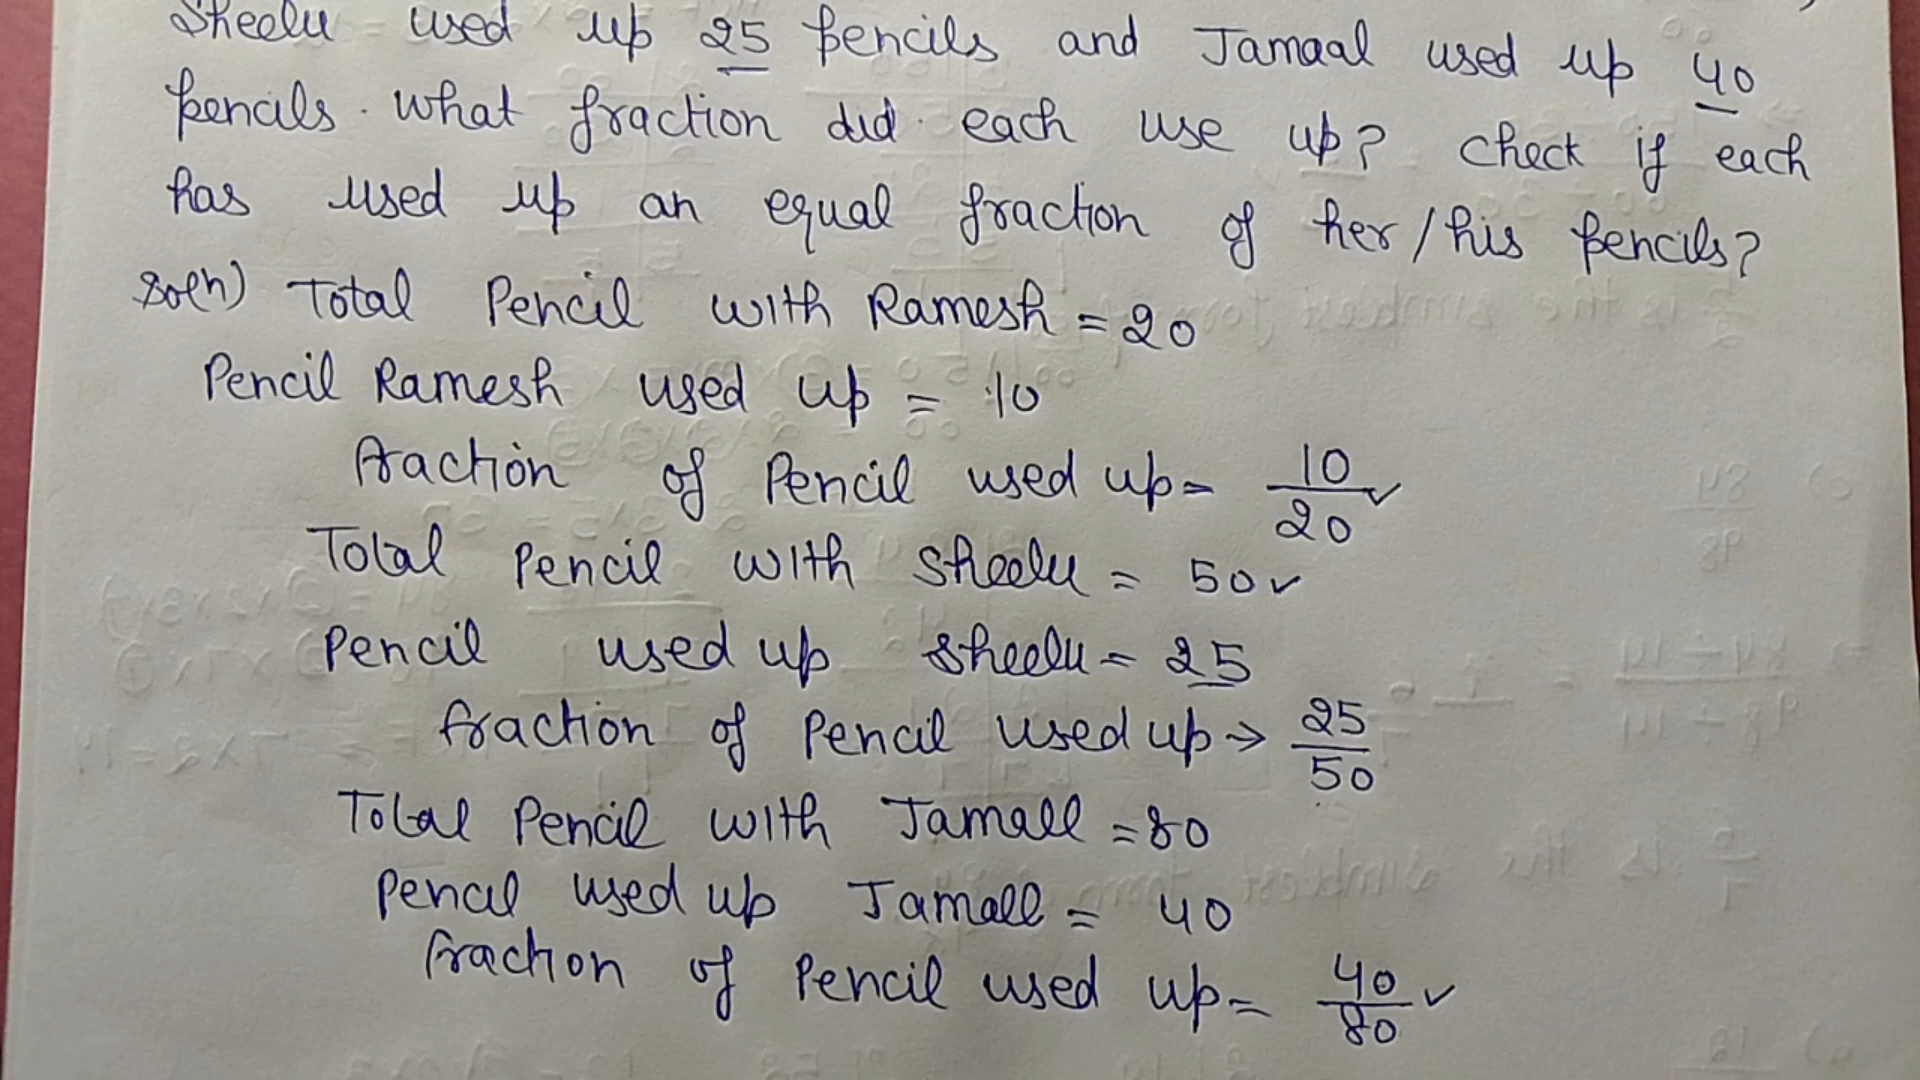 Sheelu used up 25 pencils and Jamaal used up 40
pencils. what fraction did each use up? check if each
has used up an equal fraction of her/his pencils?
soln) Total Pencil with Ramesh = 20
Pencil Ramesh used up = 10
fraction of Pencil used up = 10/20 ✓
Total Pencil with Sheelu = 50 ✓
Pencil used up Sheelu = 25
fraction of Pencil used up → 25/50
Total Pencil with Jamall = 80
Pencil used up Jamall = 40
fraction of Pencil used up = 40/80 ✓